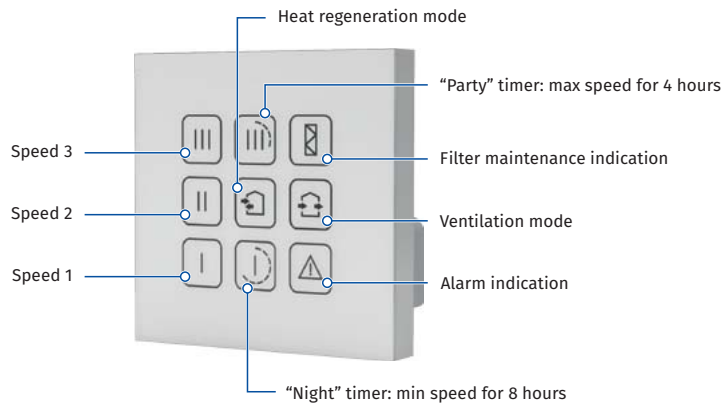 Heat regeneration mode
“Party” timer: max speed for 4 hours
Speed 3
Filter maintenance indication
Speed 2
Ventilation mode
Speed 1
Alarm indication
“Night” timer: min speed for 8 hours